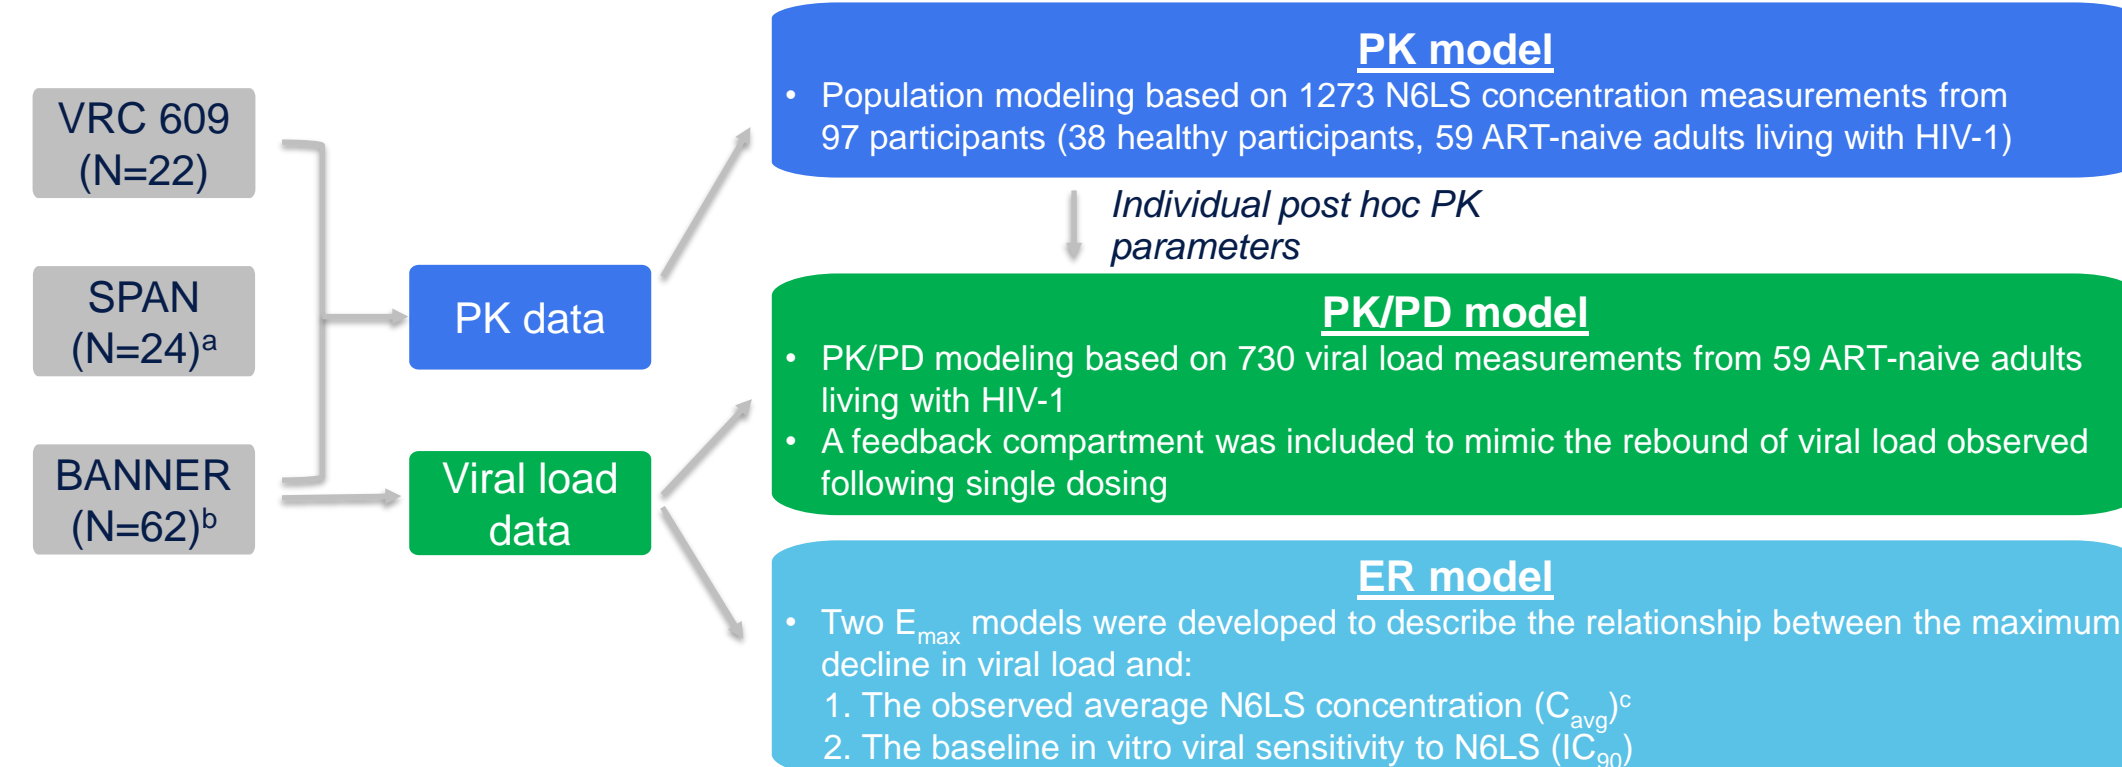 VRC 609
(N=22)
SPAN
(N=24)a
BANNER
(N=62)b
PK data
Viral load
data
PK model
• Population modeling based on 1273 N6LS concentration measurements from
97 participants (38 healthy participants, 59 ART-naive adults living with HIV-1)
Individual post hoc PK
parameters
PK/PD model
• PK/PD modeling based on 730 viral load measurements from 59 ART-naive adults
living with HIV-1
• A feedback compartment was included to mimic the rebound of viral load observed
following single dosing
ER model
• Two Emax models were developed to describe the relationship between the maximum
decline in viral load and:
1. The observed average N6LS concentration (Cavg)c
2. The baseline in vitro viral sensitivity to N6LS (IC90)